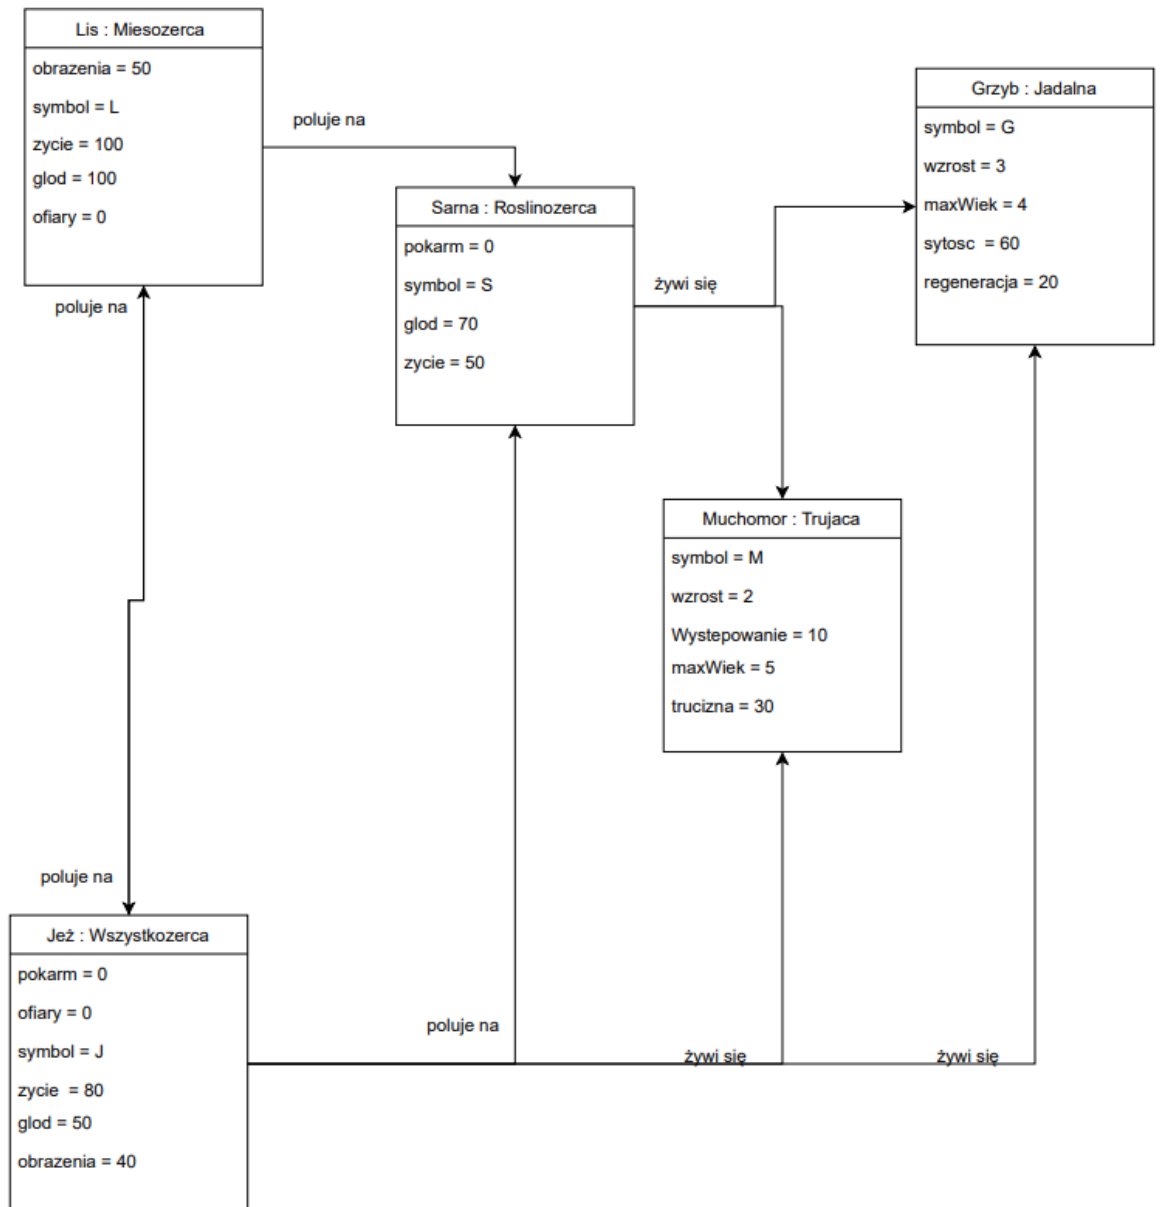 Lis : Miesozerca
obrazenia = 50
symbol = L
zycie = 100
glod = 100
ofiary = 0
poluje na
poluje na
Grzyb : Jadalna
symbol = G
wzrost = 3
maxWiek = 4
sytosc  = 60
regeneracja = 20
Sarna : Roslinozerca
pokarm = 0
symbol = S
glod = 70
zycie = 50
żywi się
Muchomor : Trujaca
symbol = M
wzrost = 2
Wystepowanie = 10
maxWiek = 5
trucizna = 30
poluje na
Jeż : Wszystkozerca
pokarm = 0
ofiary = 0
symbol = J
zycie  = 80
glod = 50
obrazenia = 40
poluje na
żywi się
żywi się